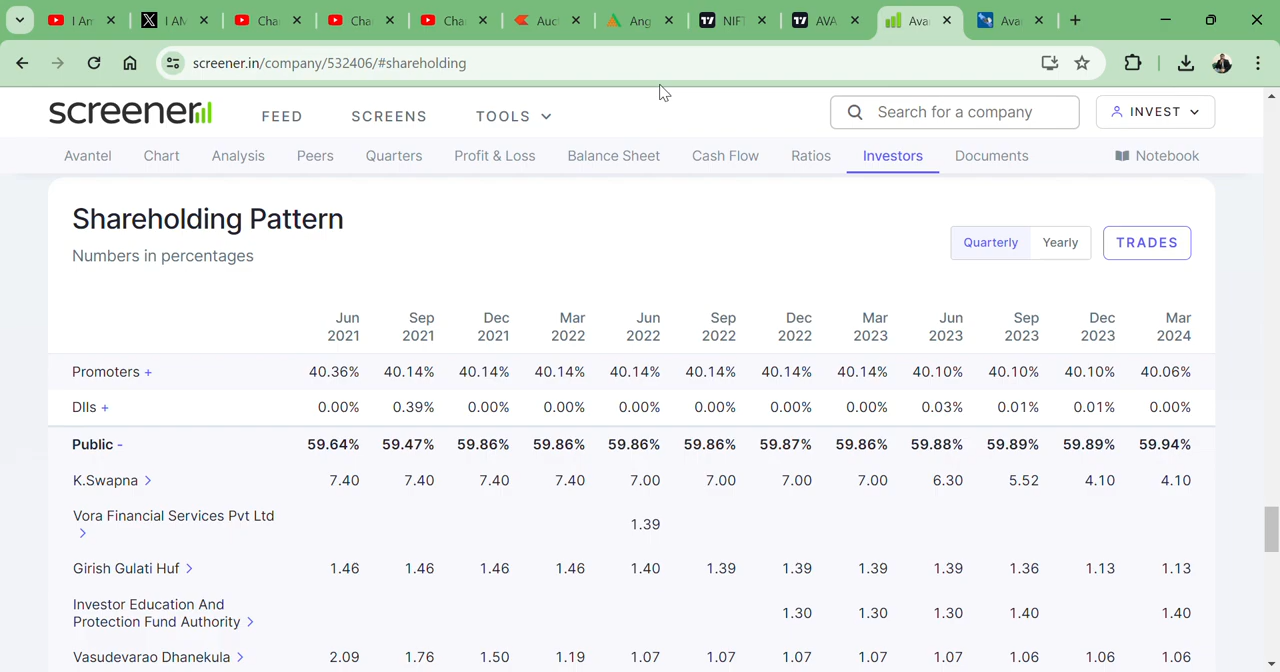 I Am
I AM
Cha
Cha
Cha
Auc
Ang
NIF
AVA
Ava
Ava
screener.in/company/532406/#shareholding
screener
FEED
SCREENS
TOOLS
Search for a company
INVEST
Avantel
Chart
Analysis
Peers
Quarters
Profit & Loss
Balance Sheet
Cash Flow
Ratios
Investors
Documents
Notebook
Shareholding Pattern
Numbers in percentages
Quarterly
Yearly
TRADES
Jun 2021 Sep 2021 Dec 2021 Mar 2022 Jun 2022 Sep 2022 Dec 2022 Mar 2023 Jun 2023 Sep 2023 Dec 2023 Mar 2024
Promoters + 40.36% 40.14% 40.14% 40.14% 40.14% 40.14% 40.14% 40.14% 40.10% 40.10% 40.10% 40.06%
DIIs + 0.00% 0.39% 0.00% 0.00% 0.00% 0.00% 0.00% 0.00% 0.03% 0.01% 0.01% 0.00%
Public - 59.64% 59.47% 59.86% 59.86% 59.86% 59.86% 59.87% 59.86% 59.88% 59.89% 59.89% 59.94%
K.Swapna > 7.40 7.40 7.40 7.40 7.00 7.00 7.00 7.00 6.30 5.52 4.10 4.10
Vora Financial Services Pvt Ltd > 1.39
Girish Gulati Huf > 1.46 1.46 1.46 1.46 1.40 1.39 1.39 1.39 1.39 1.36 1.13 1.13
Investor Education And
Protection Fund Authority > 1.30 1.30 1.30 1.40 1.40
Vasudevarao Dhanekula > 2.09 1.76 1.50 1.19 1.07 1.07 1.07 1.07 1.07 1.06 1.06 1.06